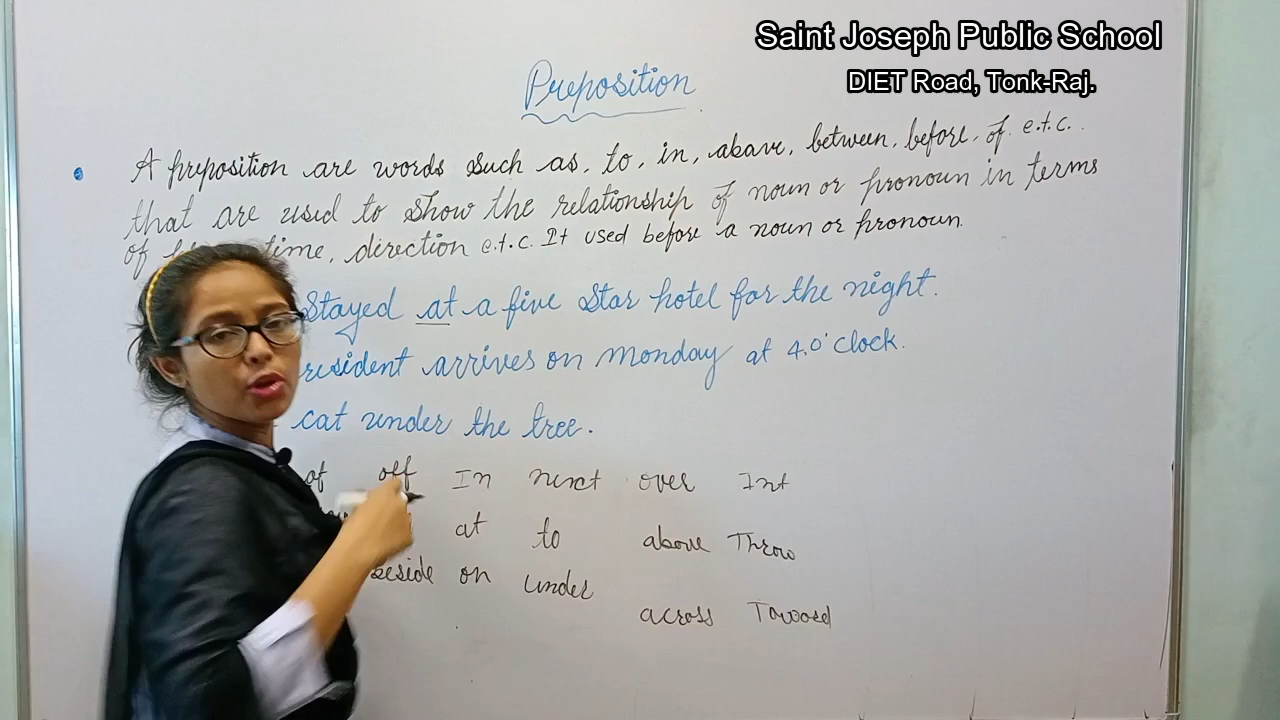 Saint Joseph Public School
DIET Road, Tonk-Raj.
Preposition
A preposition are words such as, to, in, abave, between, before, of e.t.c.
that are used to show the relationship of noun or pronoun in terms
of time, direction e.t.c. It used before a noun or pronoun.
Stayed at a five Star hotel for the night.
resident arrives on monday at 4.0'clock.
cat under the tree.
of off In next over Int
at to above Throw
beside on under
across Toward